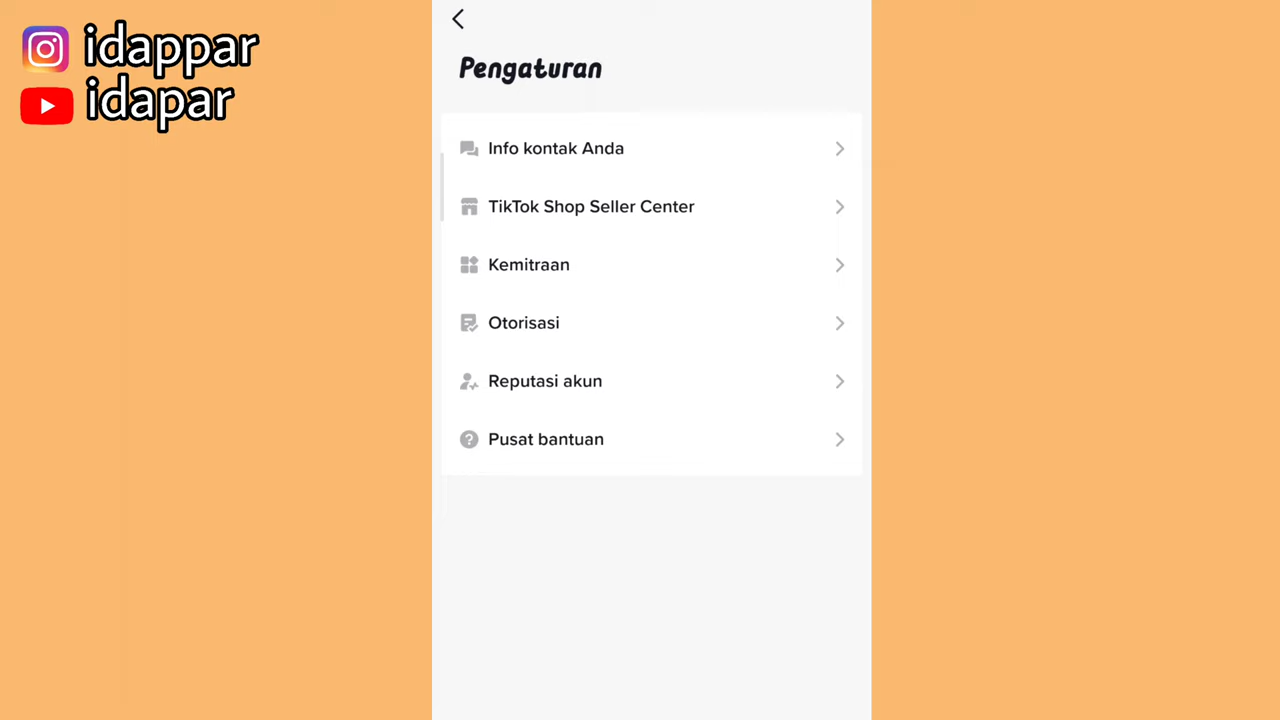 idappar
idapar
Pengaturan
Info kontak Anda
TikTok Shop Seller Center
Kemitraan
Otorisasi
Reputasi akun
Pusat bantuan